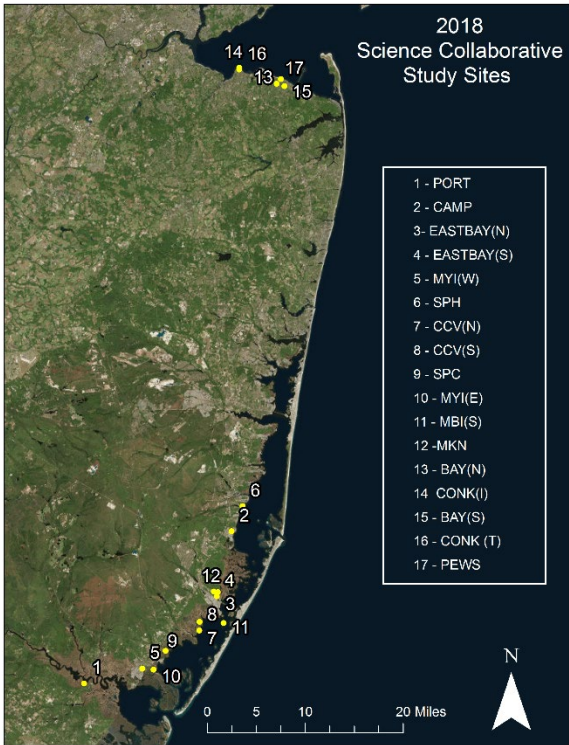 2018
Science Collaborative
Study Sites
14 16
17
13
15
1 - PORT
2 - CAMP
3- EASTBAY(N)
4 - EASTBAY(S)
5 - MYI(W)
6 - SPH
7 - CCV(N)
8 - CCV(S)
9 - SPC
10 - MYI(E)
11 - MBI(S)
12 -MKN
13 - BAY(N)
14 CONK(I)
15 - BAY(S)
16 - CONK (T)
17 - PEWS
6
2
12 4
3
8
11
7
9
5
10
1
N
0 5 10 20 Miles